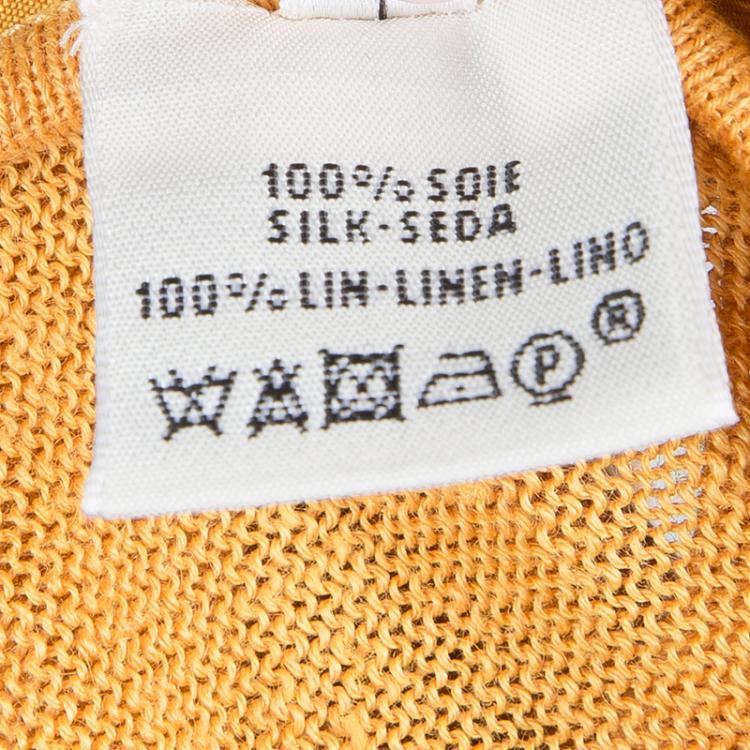 100% SOIE
SILK-SEDA
100% LIN-LINEN-LINO
P
®